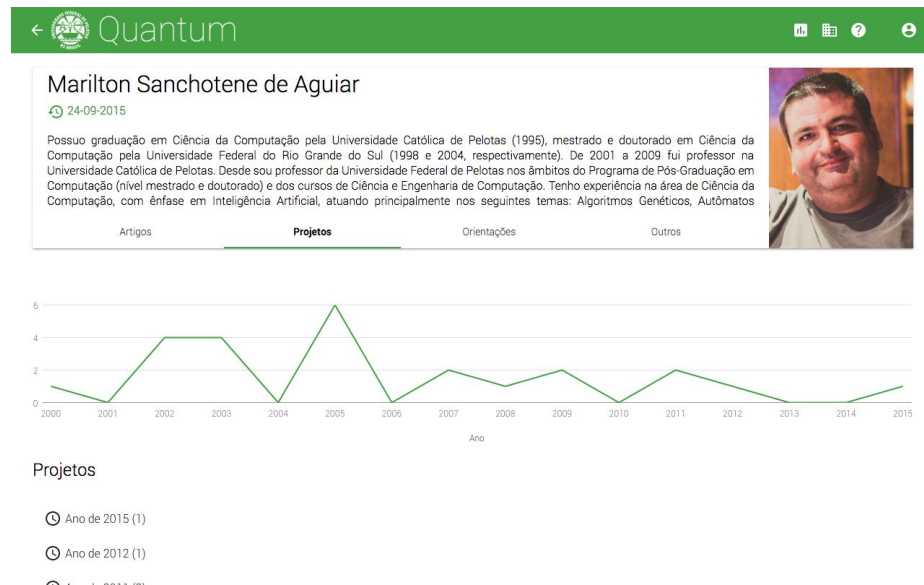 Quantum
Marilton Sanchotene de Aguiar
24-09-2015
Possuo graduação em Ciência da Computação pela Universidade Católica de Pelotas (1995), mestrado e doutorado em Ciência da
Computação pela Universidade Federal do Rio Grande do Sul (1998 e 2004, respectivamente). De 2001 a 2009 fui professor na
Universidade Católica de Pelotas. Desde sou professor da Universidade Federal de Pelotas nos âmbitos do Programa de Pós-Graduação em
Computação (nível mestrado e doutorado) e dos cursos de Ciência e Engenharia de Computação. Tenho experiência na área de Ciência da
Computação, com ênfase em Inteligência Artificial, atuando principalmente nos seguintes temas: Algoritmos Genéticos, Autômatos
Artigos Projetos Orientações Outros
6
4
2
0
2000 2001 2002 2003 2004 2005 2006 2007 2008 2009 2010 2011 2012 2013 2014 2015
Ano
Projetos
Ano de 2015 (1)
Ano de 2012 (1)